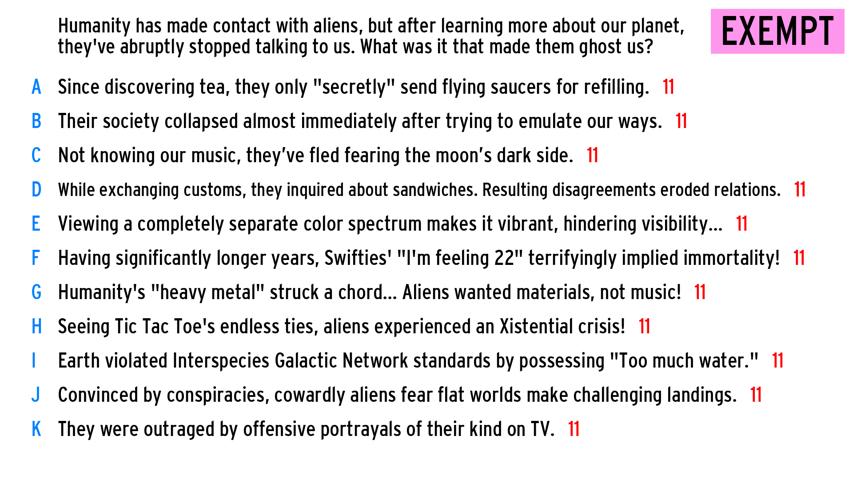 Humanity has made contact with aliens, but after learning more about our planet,
they've abruptly stopped talking to us. What was it that made them ghost us?
EXEMPT
A Since discovering tea, they only "secretly" send flying saucers for refilling. 11
B Their society collapsed almost immediately after trying to emulate our ways. 11
C Not knowing our music, they’ve fled fearing the moon’s dark side. 11
D While exchanging customs, they inquired about sandwiches. Resulting disagreements eroded relations. 11
E Viewing a completely separate color spectrum makes it vibrant, hindering visibility... 11
F Having significantly longer years, Swifties' "I'm feeling 22" terrifyingly implied immortality! 11
G Humanity's "heavy metal" struck a chord... Aliens wanted materials, not music! 11
H Seeing Tic Tac Toe's endless ties, aliens experienced an Xistential crisis! 11
I Earth violated Interspecies Galactic Network standards by possessing "Too much water." 11
J Convinced by conspiracies, cowardly aliens fear flat worlds make challenging landings. 11
K They were outraged by offensive portrayals of their kind on TV. 11